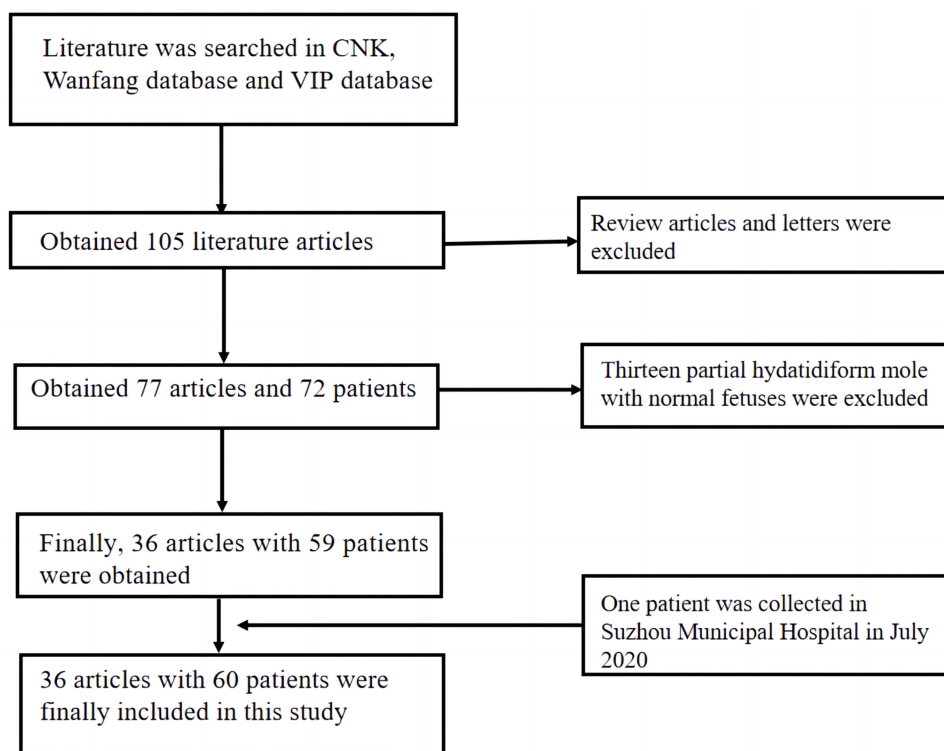 Literature was searched in CNK,
Wanfang database and VIP database
Obtained 105 literature articles
Review articles and letters were
excluded
Obtained 77 articles and 72 patients
Thirteen partial hydatidiform mole
with normal fetuses were excluded
Finally, 36 articles with 59 patients
were obtained
One patient was collected in
Suzhou Municipal Hospital in July
2020
36 articles with 60 patients were
finally included in this study